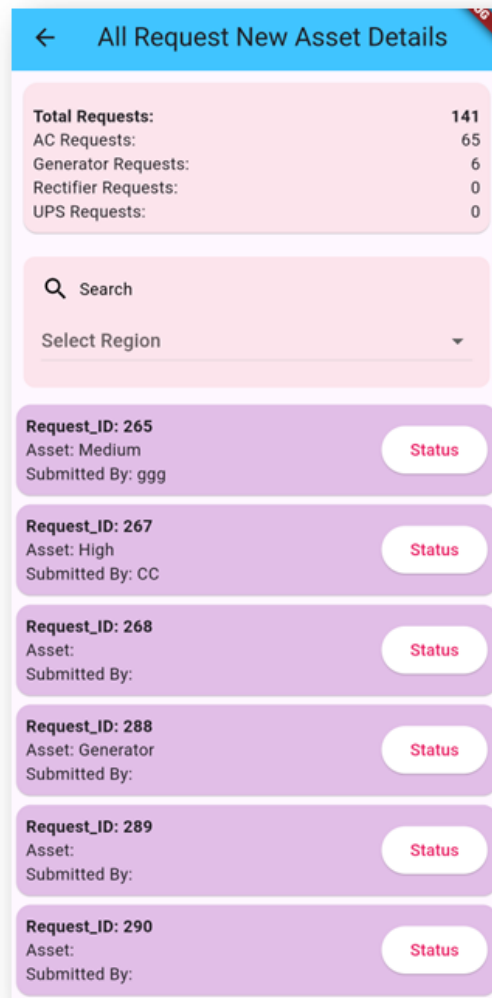 All Request New Asset Details
Total Requests: 141
AC Requests: 65
Generator Requests: 6
Rectifier Requests: 0
UPS Requests: 0
Search
Select Region
Request_ID: 265
Asset: Medium
Submitted By: ggg
Status
Request_ID: 267
Asset: High
Submitted By: CC
Status
Request_ID: 268
Asset:
Submitted By:
Status
Request_ID: 288
Asset: Generator
Submitted By:
Status
Request_ID: 289
Asset:
Submitted By:
Status
Request_ID: 290
Asset:
Submitted By:
Status